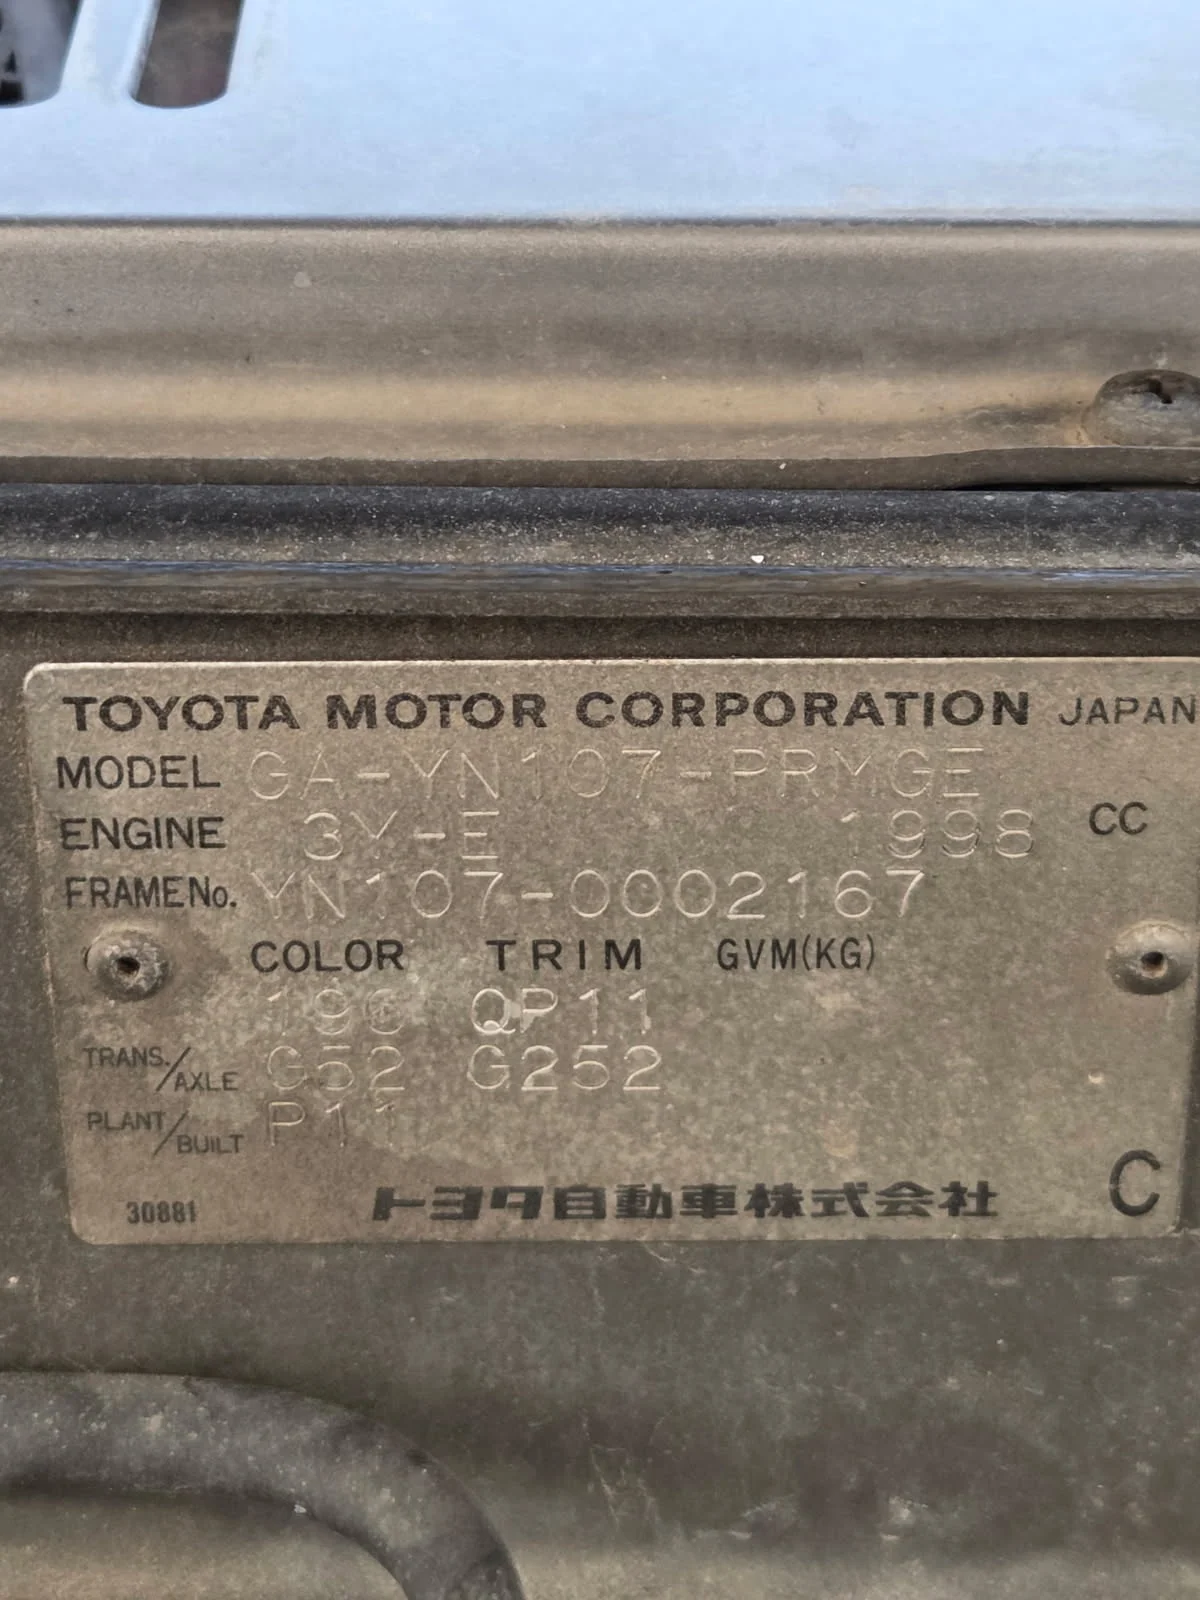 TOYOTA MOTOR CORPORATION JAPAN
MODEL GA-YN107-PRMGE
ENGINE 3Y-E 1998 CC
FRAME No. YN107-0002167
COLOR TRIM GVM(KG)
196 QP11
TRANS./AXLE G52 G252
PLANT/BUILT P11
30881 トヨタ自動車株式会社 C